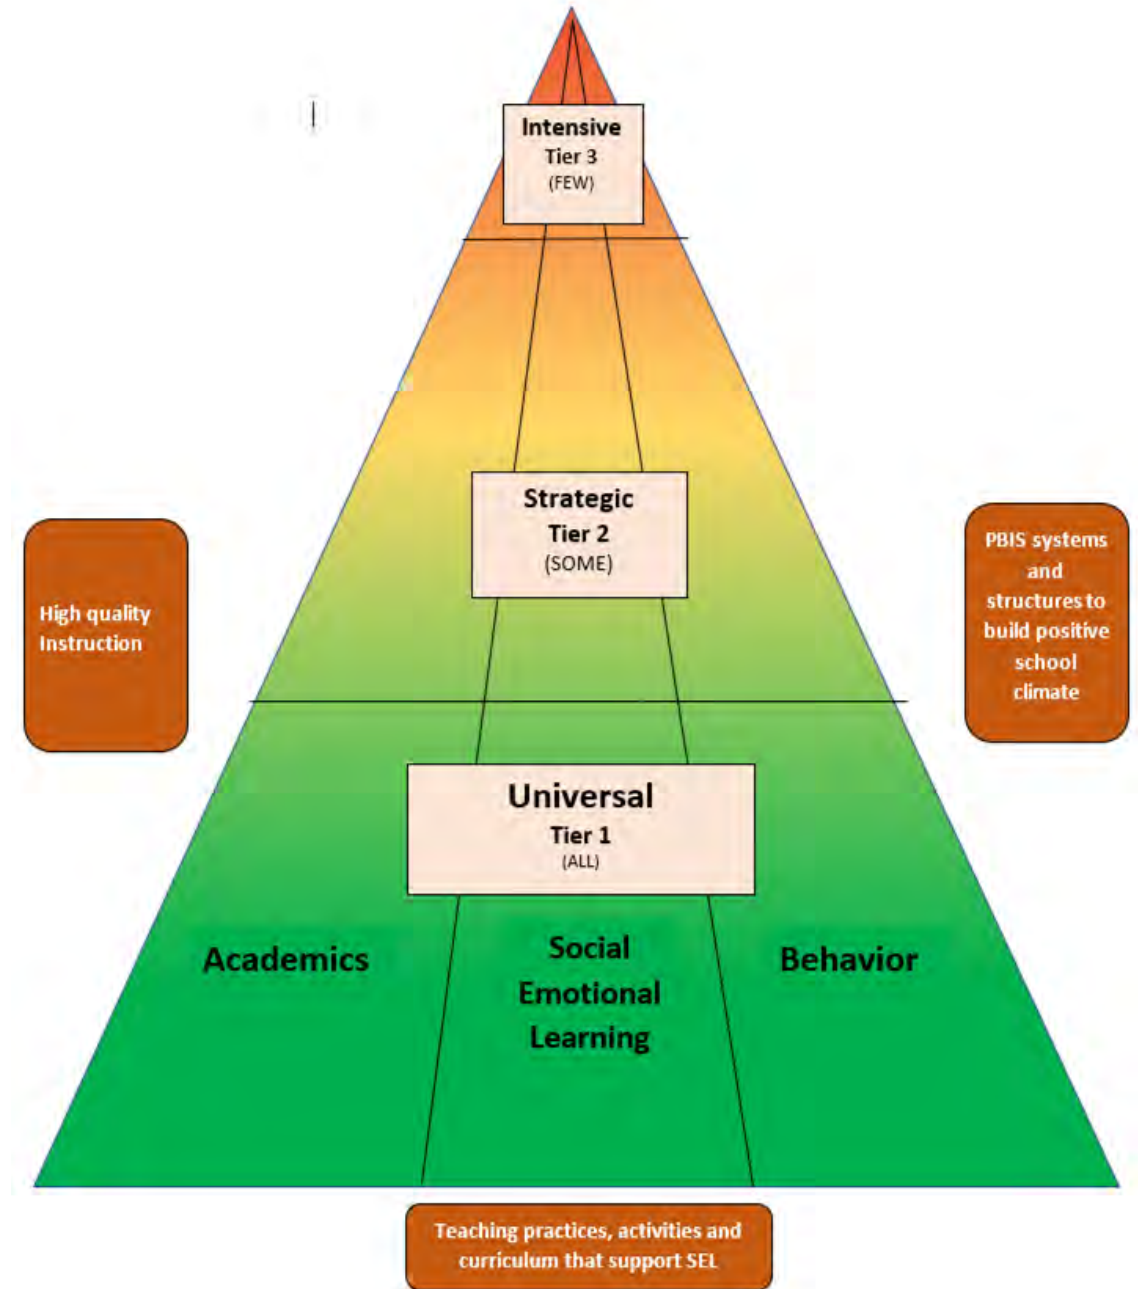 Intensive
Tier 3
(FEW)
Strategic
Tier 2
(SOME)
High quality
Instruction
PBIS systems
and
structures to
build positive
school
climate
Universal
Tier 1
(ALL)
Academics
Social
Emotional
Learning
Behavior
Teaching practices, activities and
curriculum that support SEL